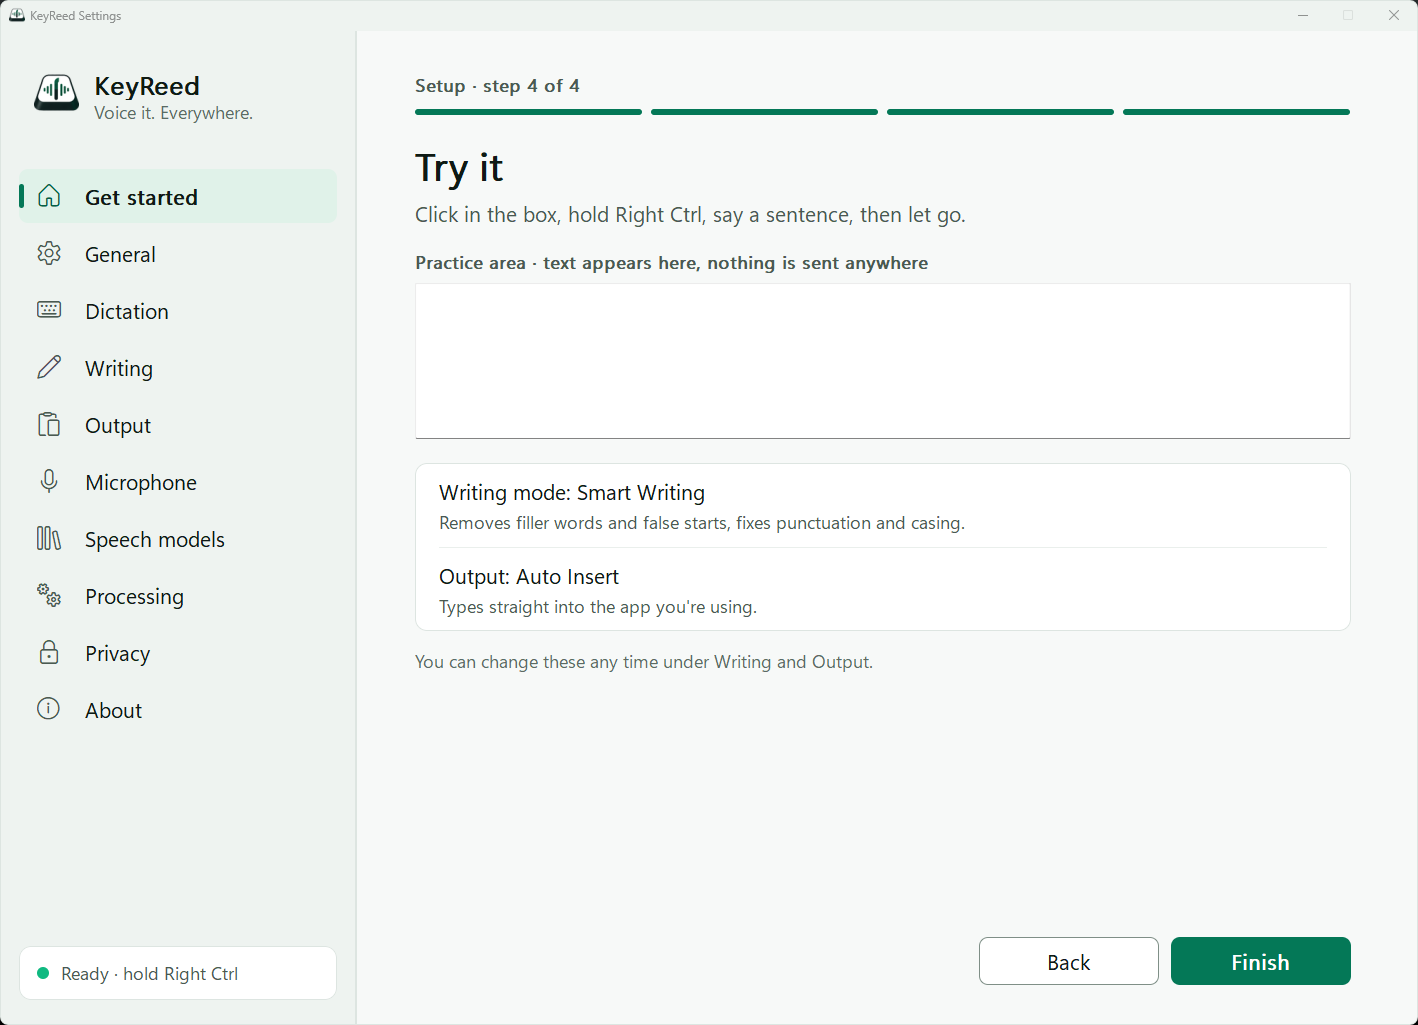 KeyReed Settings
KeyReed
Voice it. Everywhere.
Get started
General
Dictation
Writing
Output
Microphone
Speech models
Processing
Privacy
About
Ready · hold Right Ctrl
Setup · step 4 of 4
Try it
Click in the box, hold Right Ctrl, say a sentence, then let go.
Practice area · text appears here, nothing is sent anywhere
Writing mode: Smart Writing
Removes filler words and false starts, fixes punctuation and casing.
Output: Auto Insert
Types straight into the app you're using.
You can change these any time under Writing and Output.
Back
Finish